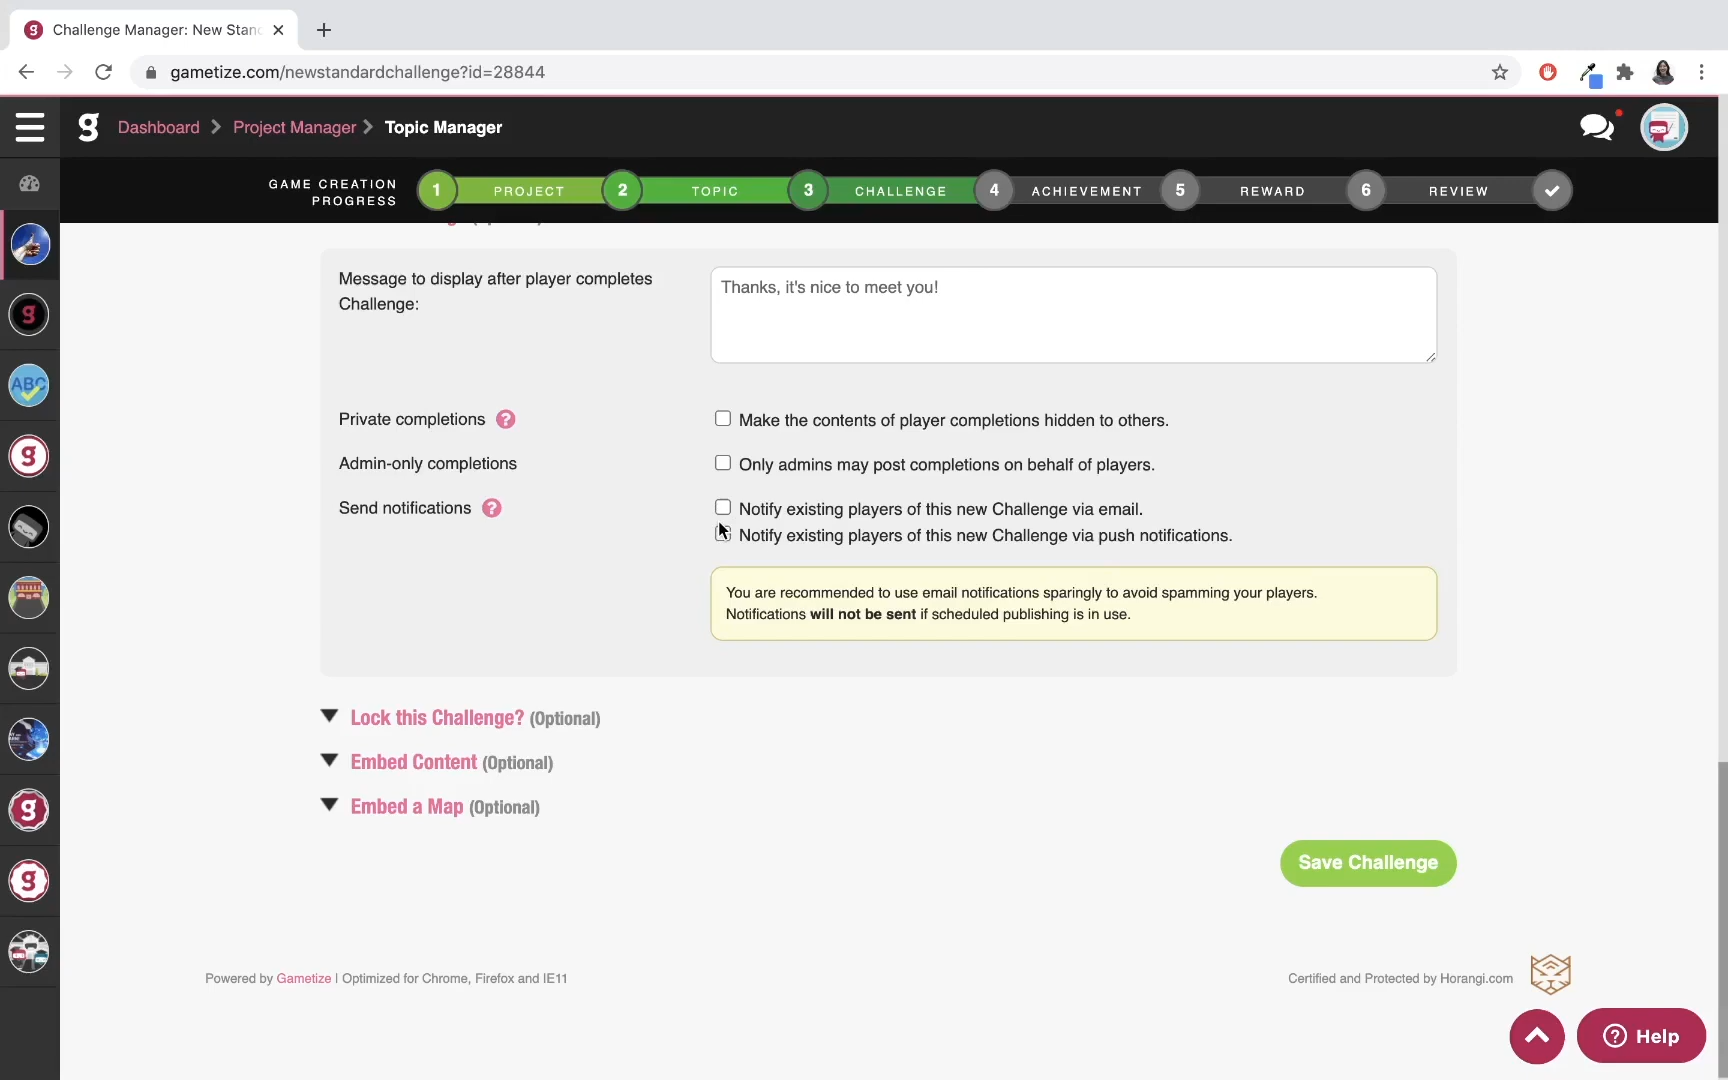 Challenge Manager: New Stand
gametize.com/newstandardchallenge?id=28844
g Dashboard Project Manager Topic Manager
GAME CREATION
PROGRESS
1 PROJECT 2 TOPIC 3 CHALLENGE 4 ACHIEVEMENT 5 REWARD 6 REVIEW
Message to display after player completes
Challenge:
Thanks, it's nice to meet you!
Private completions ? Make the contents of player completions hidden to others.
Admin-only completions Only admins may post completions on behalf of players.
Send notifications ? Notify existing players of this new Challenge via email.
Notify existing players of this new Challenge via push notifications.
You are recommended to use email notifications sparingly to avoid spamming your players.
Notifications will not be sent if scheduled publishing is in use.
Lock this Challenge? (Optional)
Embed Content (Optional)
Embed a Map (Optional)
Save Challenge
Powered by Gametize | Optimized for Chrome, Firefox and IE11
Certified and Protected by Horangi.com
? Help
g
ABC
g
g
g